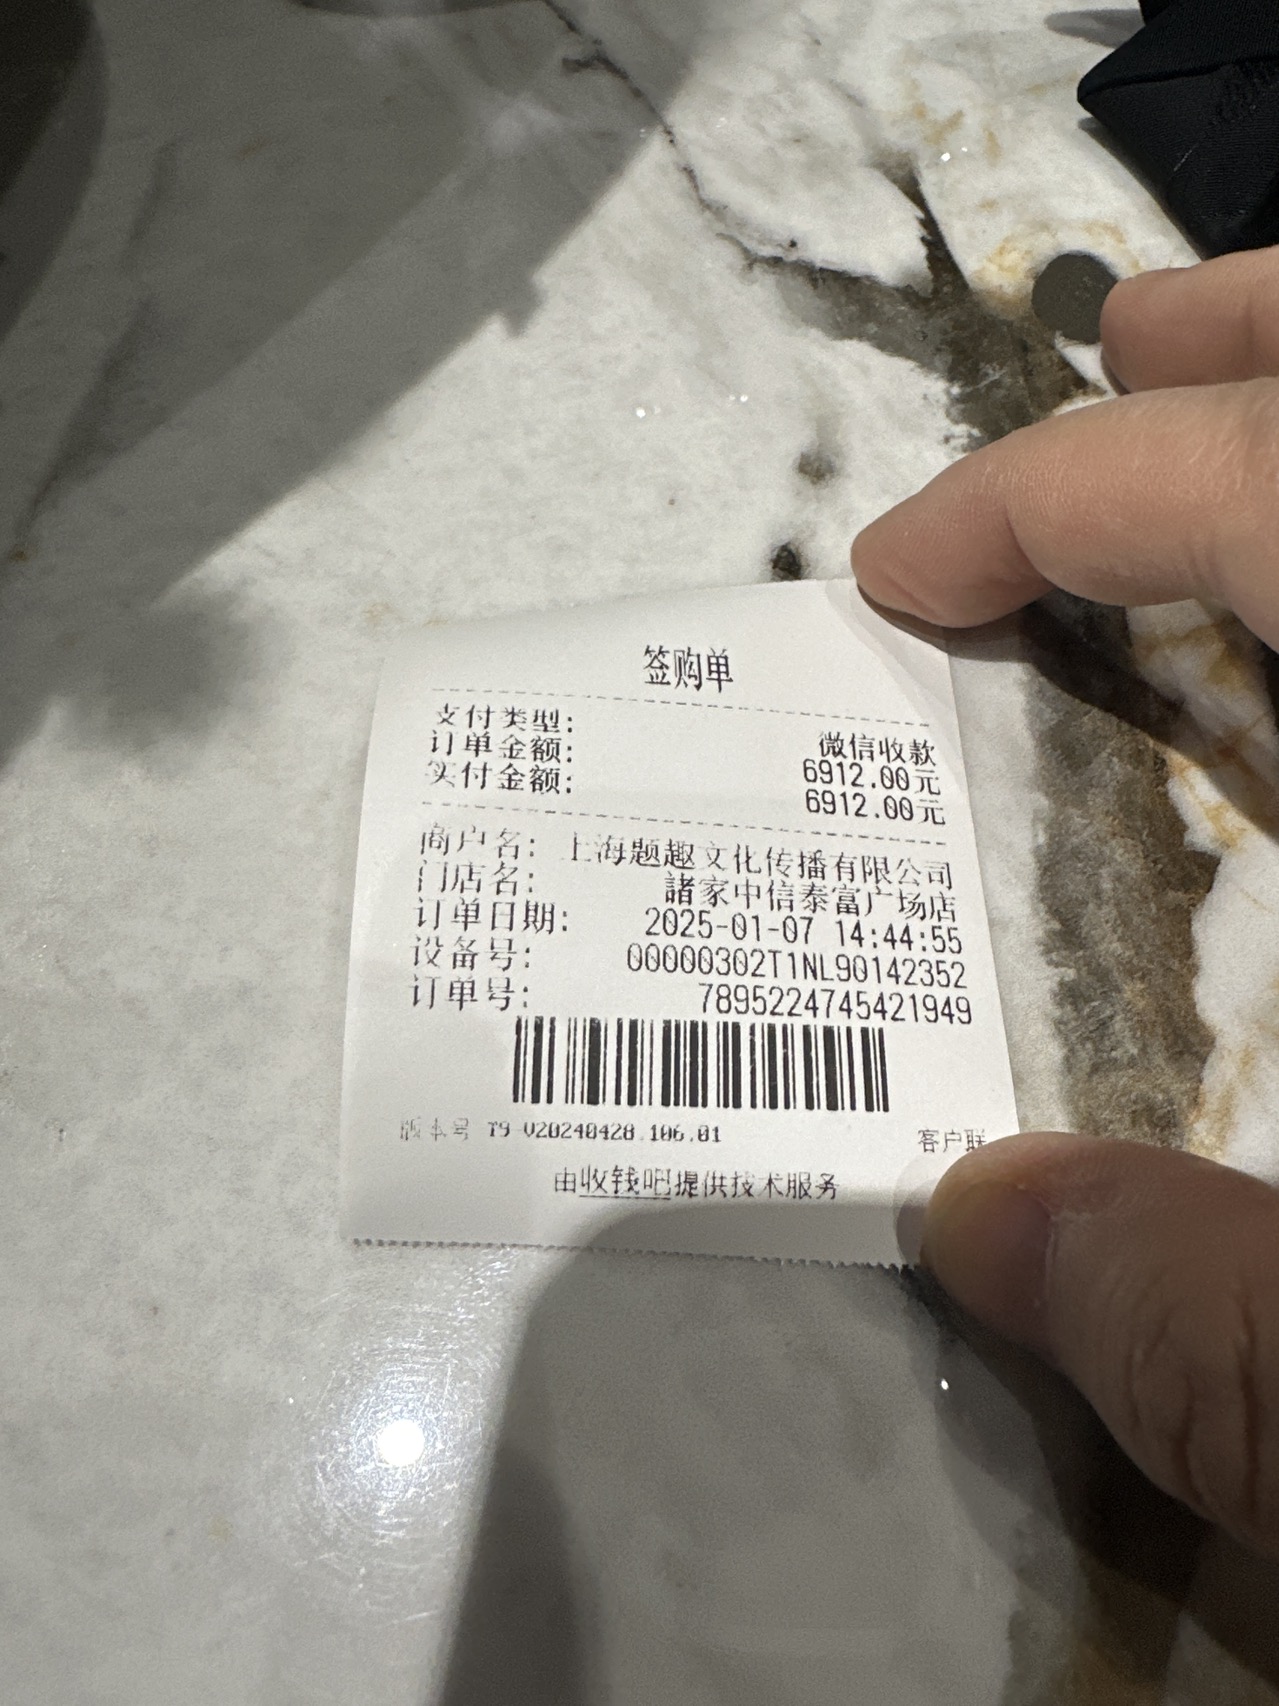 签购单
支付类型: 微信收款
订单金额: 6912.00元
实付金额: 6912.00元
商户名: 上海题趣文化传播有限公司
门店名: 諸家中信泰富广场店
订单日期: 2025-01-07 14:44:55
设备号: 00000302T1NL90142352
订单号: 7895224745421949
版本号 T9 V20240428.106.01
客户联
由收钱吧提供技术服务